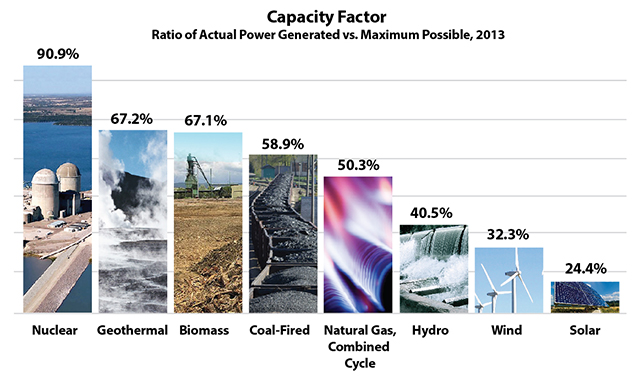 Capacity Factor
Ratio of Actual Power Generated vs. Maximum Possible, 2013
90.9%
67.2%
67.1%
58.9%
50.3%
40.5%
32.3%
24.4%
Nuclear
Geothermal
Biomass
Coal-Fired
Natural Gas,
Combined
Cycle
Hydro
Wind
Solar